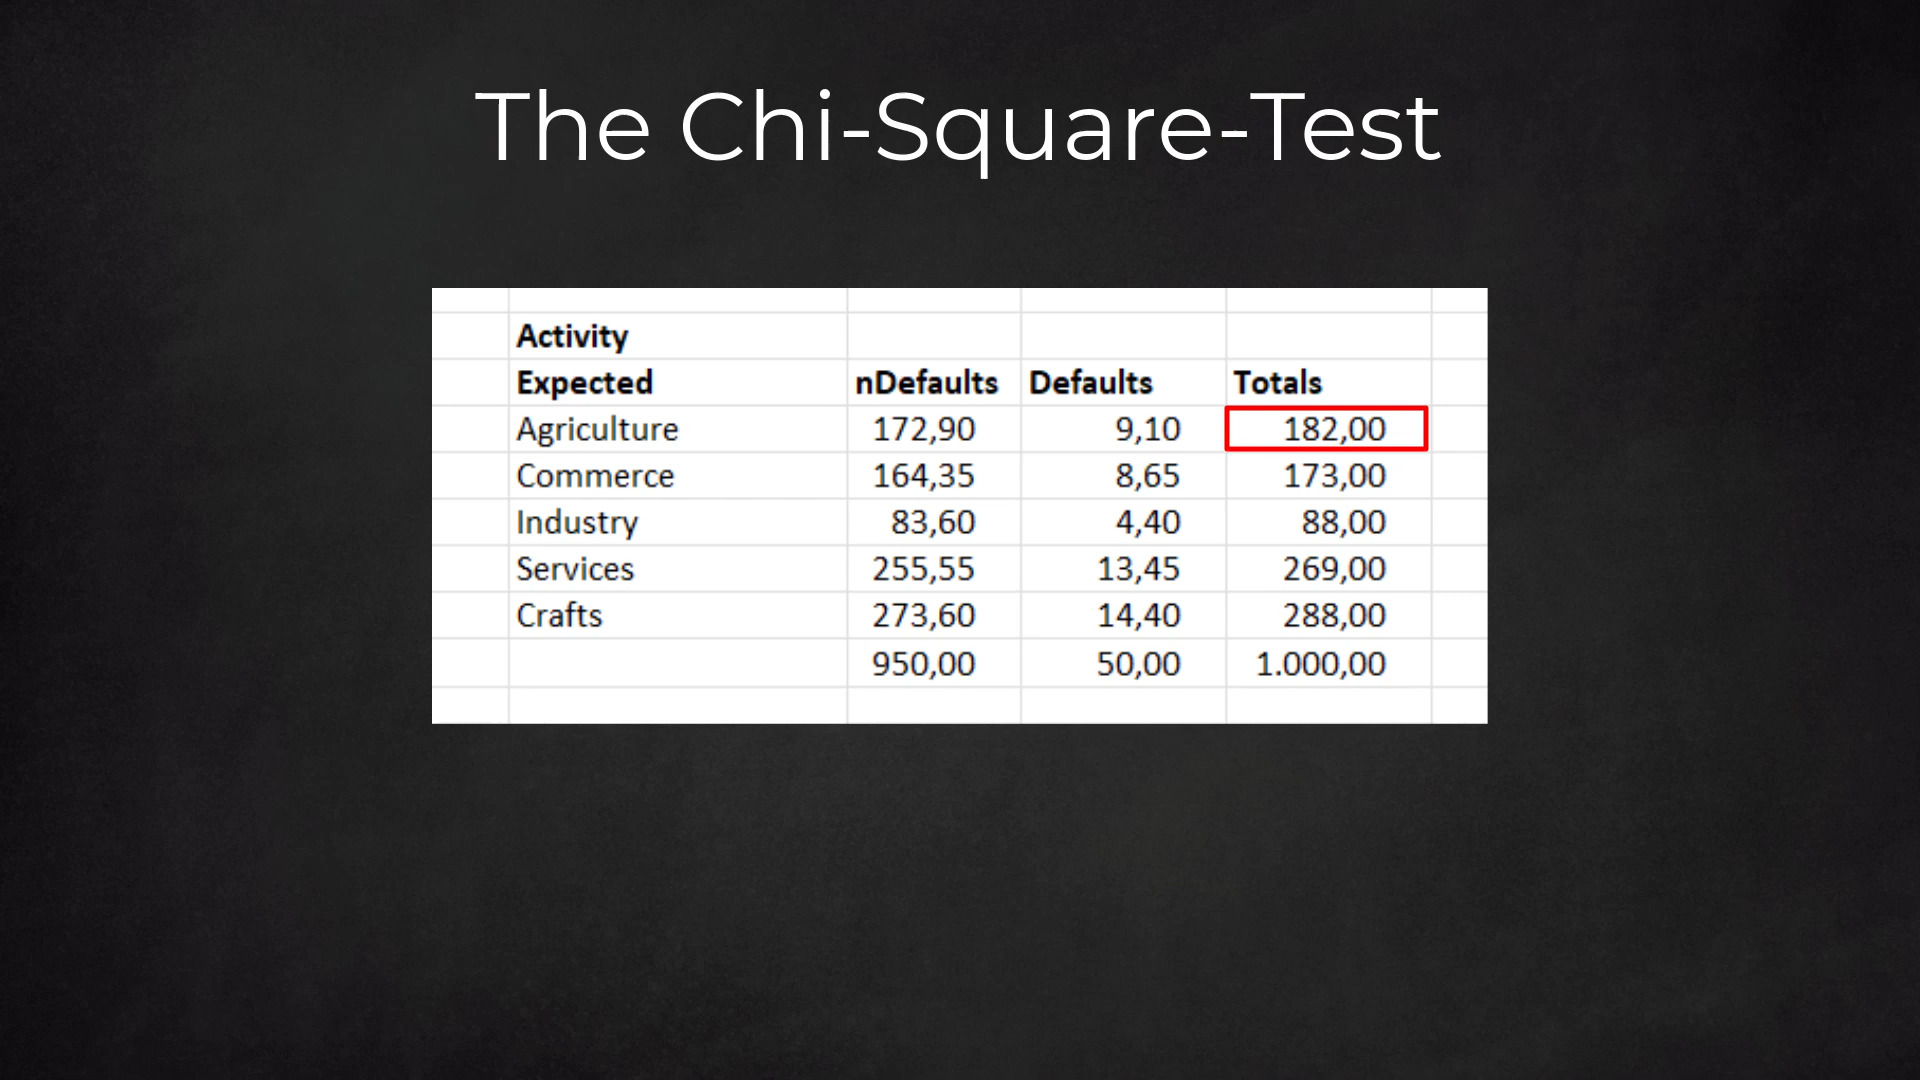 The Chi-Square-Test
Activity
Expected nDefaults Defaults Totals
Agriculture 172,90 9,10 182,00
Commerce 164,35 8,65 173,00
Industry 83,60 4,40 88,00
Services 255,55 13,45 269,00
Crafts 273,60 14,40 288,00
950,00 50,00 1.000,00